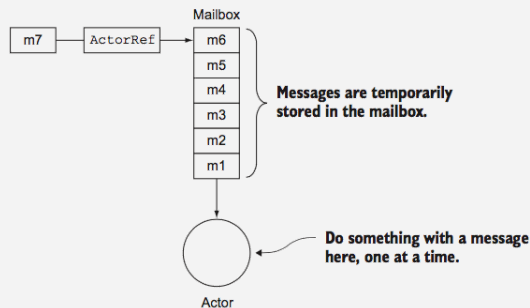 Mailbox
m7
ActorRef
m6
m5
m4
m3
m2
m1
Messages are temporarily
stored in the mailbox.
Do something with a message
here, one at a time.
Actor